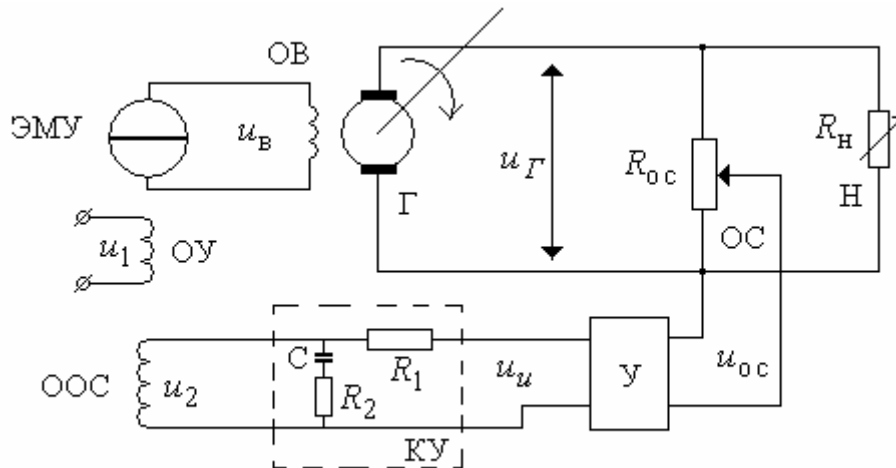 ОВ
ЭМУ
u_в
u_Г
R_ос
R_н
Г
Н
ОС
u_1
ОУ
С
R_1
R_2
КУ
ООС
u_2
u_и
У
u_ос